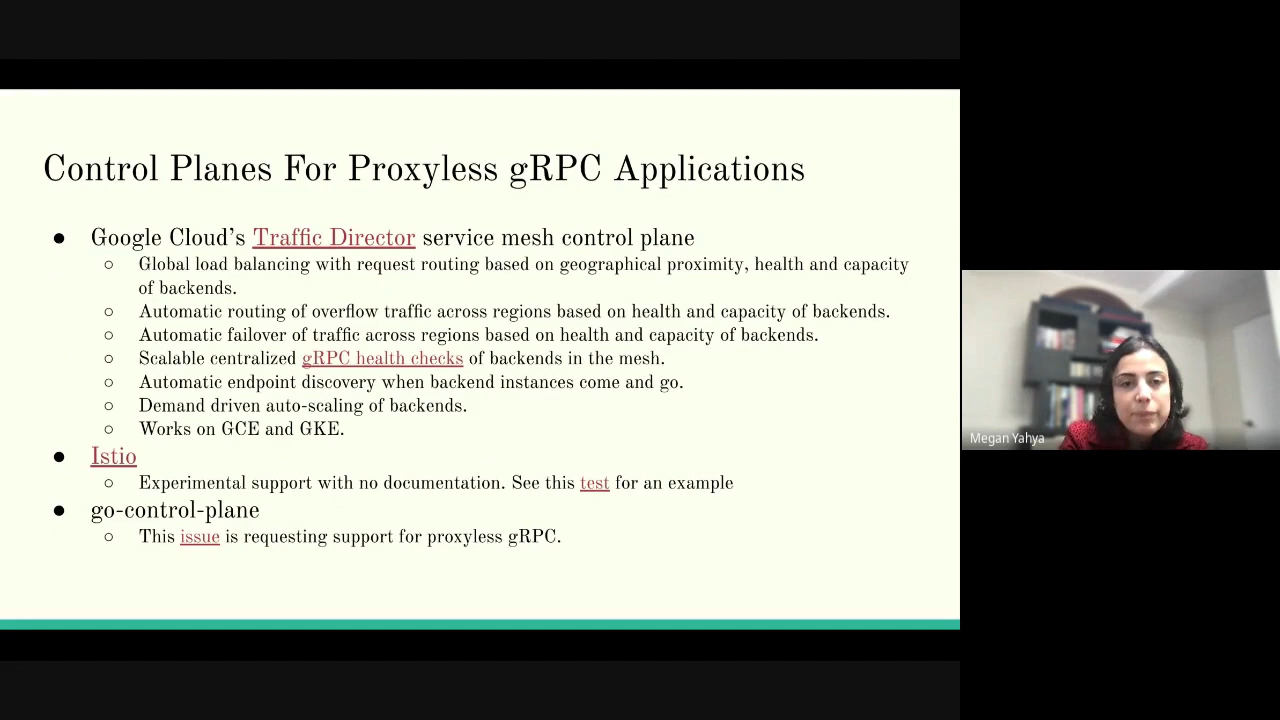 Control Planes For Proxyless gRPC Applications
● Google Cloud’s Traffic Director service mesh control plane
○ Global load balancing with request routing based on geographical proximity, health and capacity
of backends.
○ Automatic routing of overflow traffic across regions based on health and capacity of backends.
○ Automatic failover of traffic across regions based on health and capacity of backends.
○ Scalable centralized gRPC health checks of backends in the mesh.
○ Automatic endpoint discovery when backend instances come and go.
○ Demand driven auto-scaling of backends.
○ Works on GCE and GKE.
● Istio
○ Experimental support with no documentation. See this test for an example
● go-control-plane
○ This issue is requesting support for proxyless gRPC.
Megan Yahya